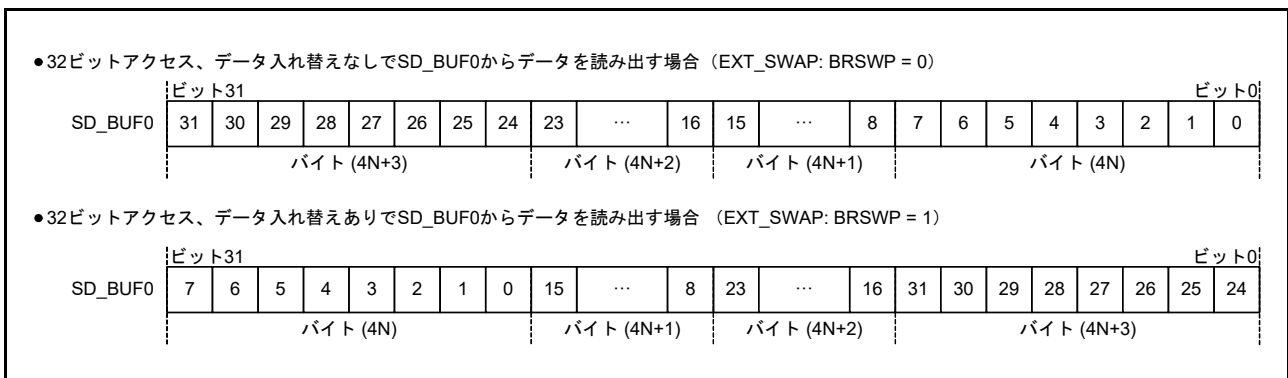 ●32ビットアクセス、データ入れ替えなしでSD_BUF0からデータを読み出す場合（EXT_SWAP: BRSWP = 0）
ビット31 ビット0
SD_BUF0 31 30 29 28 27 26 25 24 23 … 16 15 … 8 7 6 5 4 3 2 1 0
バイト (4N+3) バイト (4N+2) バイト (4N+1) バイト (4N)
●32ビットアクセス、データ入れ替えありでSD_BUF0からデータを読み出す場合 （EXT_SWAP: BRSWP = 1）
ビット31 ビット0
SD_BUF0 7 6 5 4 3 2 1 0 15 … 8 23 … 16 31 30 29 28 27 26 25 24
バイト (4N) バイト (4N+1) バイト (4N+2) バイト (4N+3)